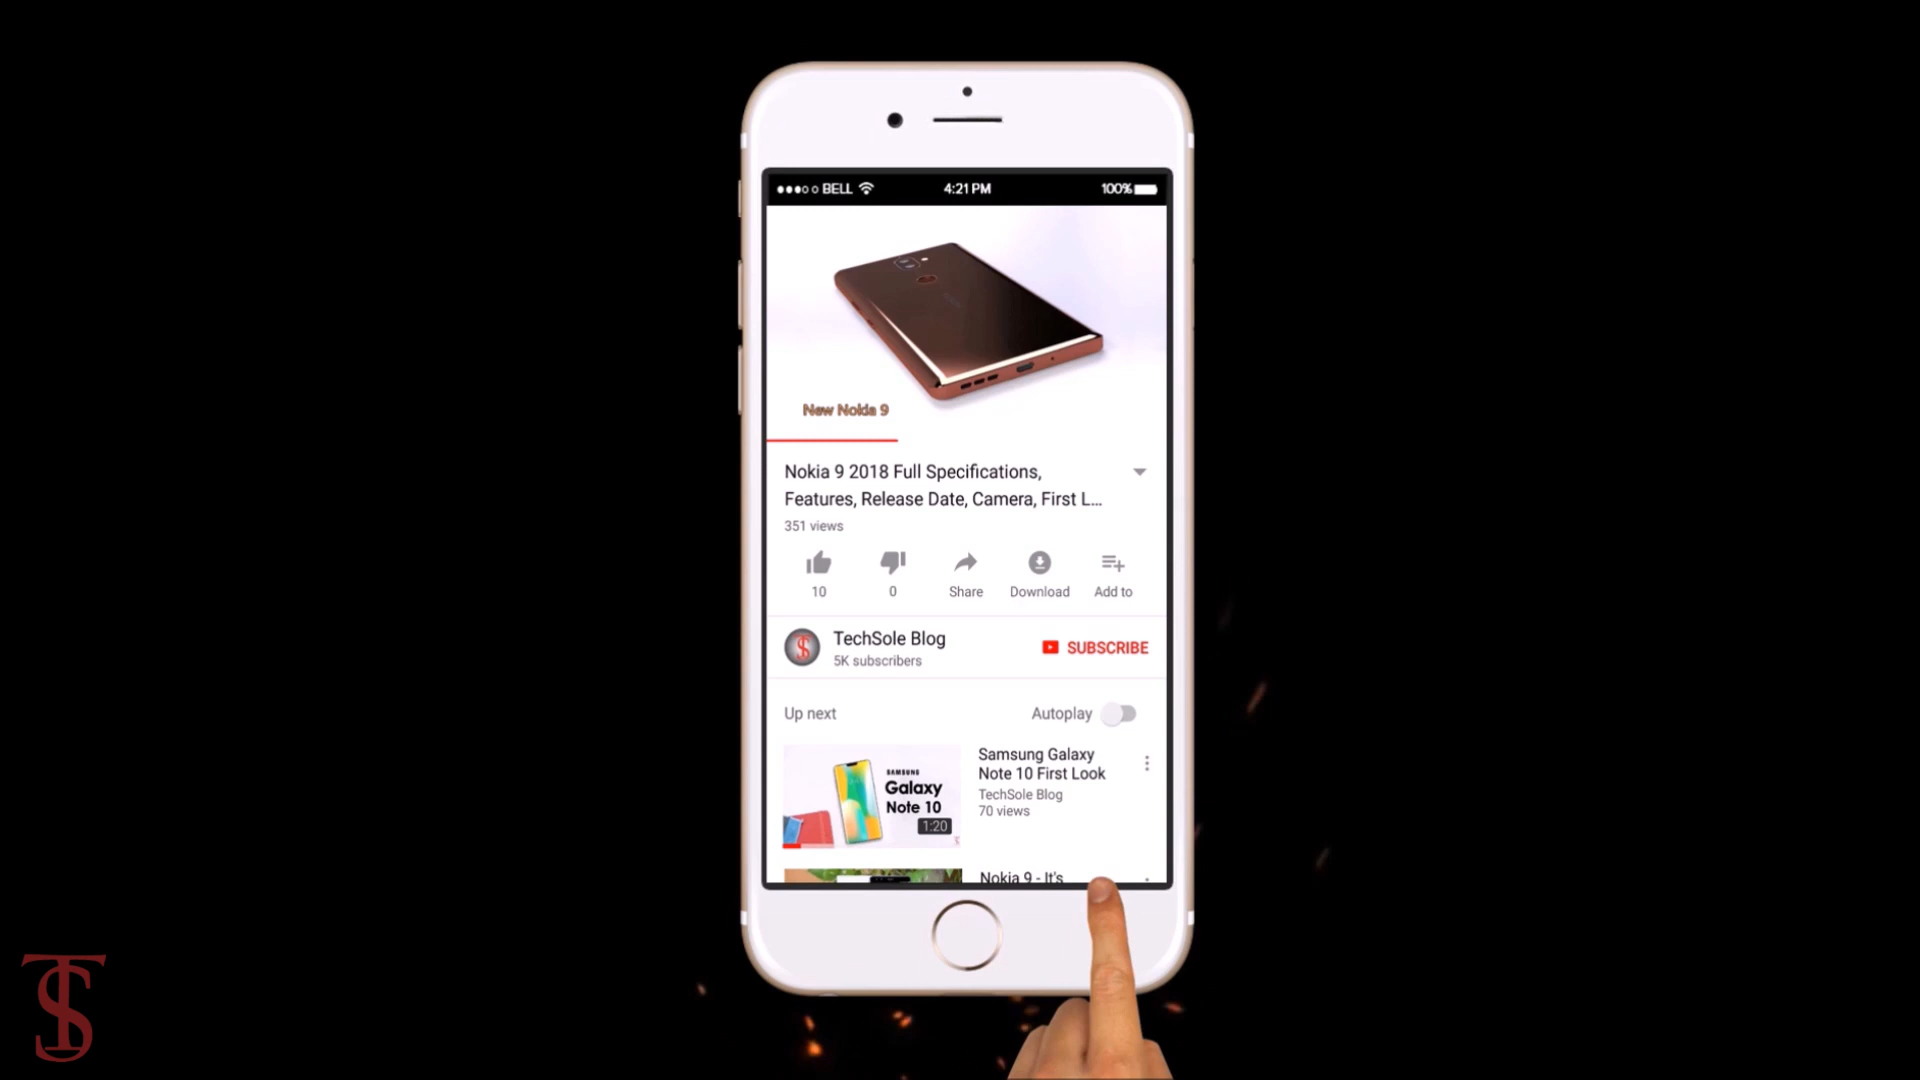 BELL 4:21 PM 100%
New Nokia 9
Nokia 9 2018 Full Specifications,
Features, Release Date, Camera, First L...
351 views
10 0 Share Download Add to
TechSole Blog
5K subscribers
SUBSCRIBE
Up next Autoplay
SAMSUNG
Galaxy
Note 10
1:20
Samsung Galaxy
Note 10 First Look
TechSole Blog
70 views
Nokia 9 - It's
TS